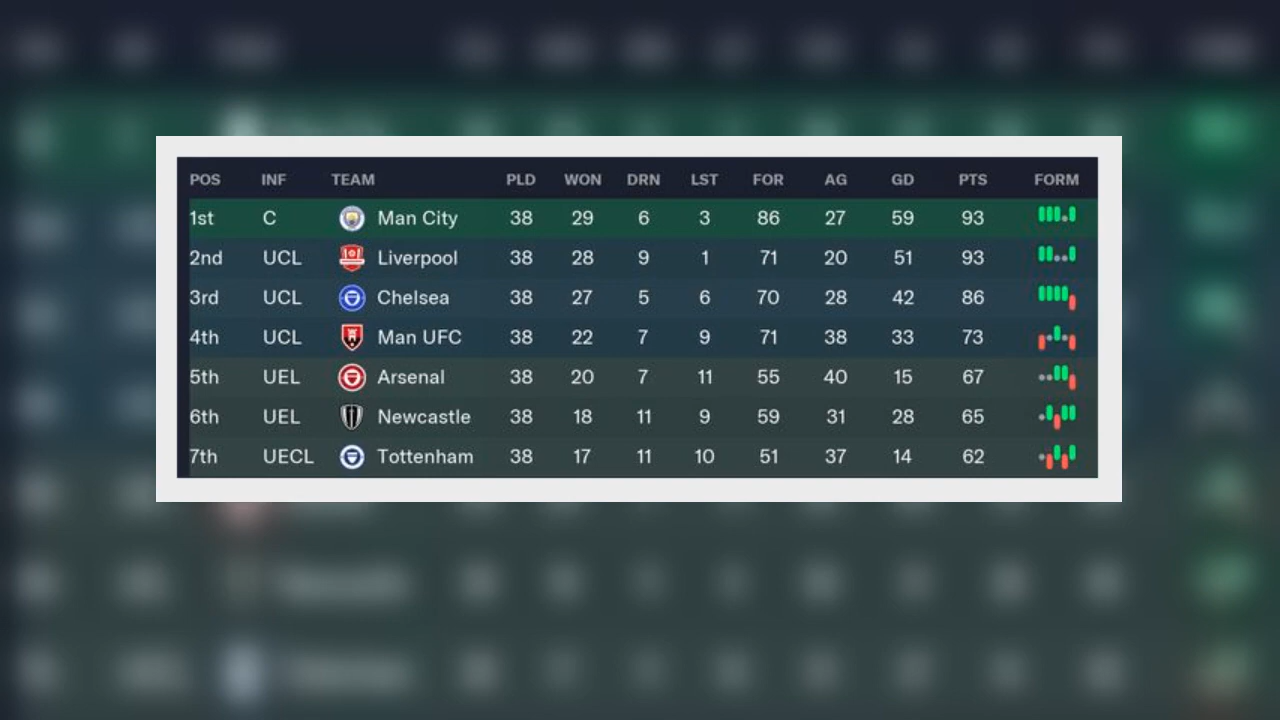 POS INF TEAM PLD WON DRN LST FOR AG GD PTS FORM
1st C Man City 38 29 6 3 86 27 59 93
2nd UCL Liverpool 38 28 9 1 71 20 51 93
3rd UCL Chelsea 38 27 5 6 70 28 42 86
4th UCL Man UFC 38 22 7 9 71 38 33 73
5th UEL Arsenal 38 20 7 11 55 40 15 67
6th UEL Newcastle 38 18 11 9 59 31 28 65
7th UECL Tottenham 38 17 11 10 51 37 14 62